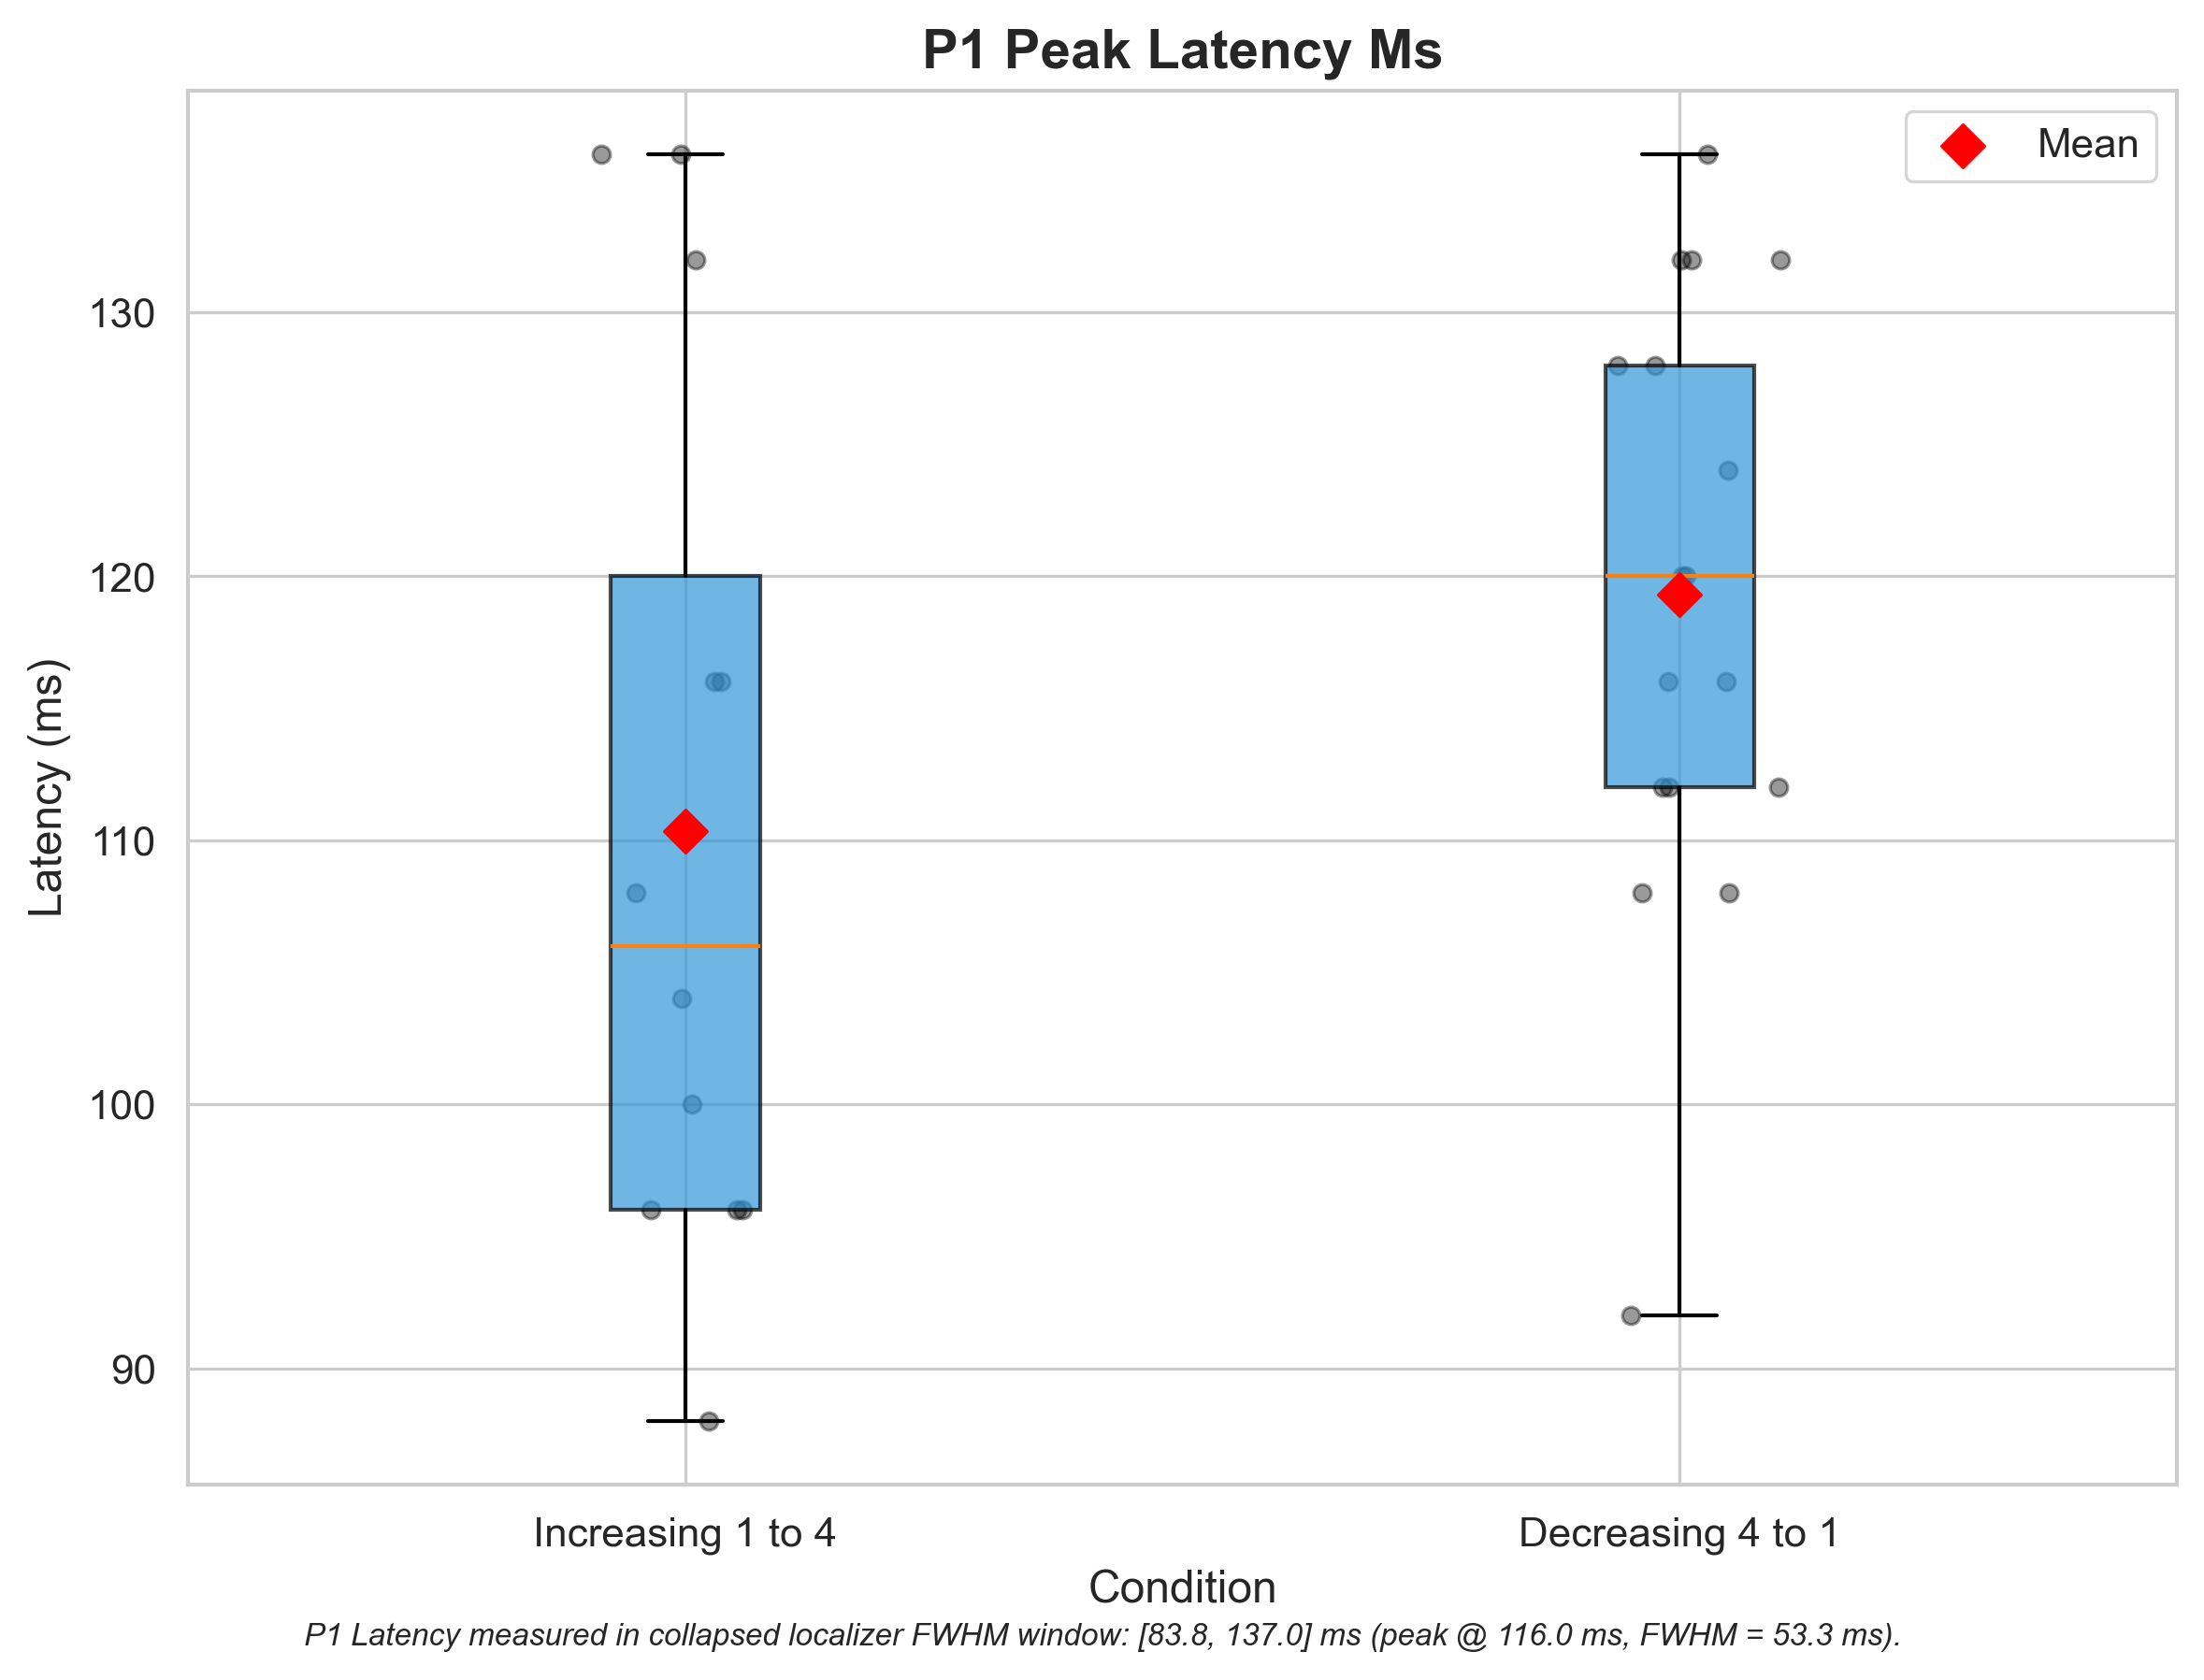 P1 Peak Latency Ms
Mean
130
120
110
100
90
Latency (ms)
Increasing 1 to 4
Decreasing 4 to 1
Condition
P1 Latency measured in collapsed localizer FWHM window: [83.8, 137.0] ms (peak @ 116.0 ms, FWHM = 53.3 ms).